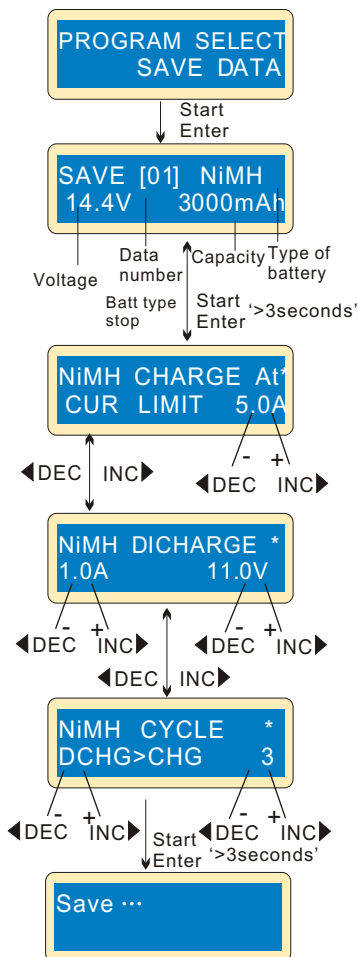 PROGRAM SELECT
SAVE DATA
Start
Enter
SAVE [01] NiMH
14.4V 3000mAh
Voltage
Data
number
Capacity
Type of
battery
Batt type
stop
Start
Enter '>3seconds'
NiMH CHARGE At*
CUR LIMIT 5.0A
◀DEC INC▶
- +
◀DEC INC▶
NiMH DICHARGE *
1.0A 11.0V
- +
◀DEC INC▶
- +
◀DEC INC▶
◀DEC INC▶
NiMH CYCLE *
DCHG>CHG 3
- +
◀DEC INC▶
- +
◀DEC INC▶
Start
Enter '>3seconds'
Save ···